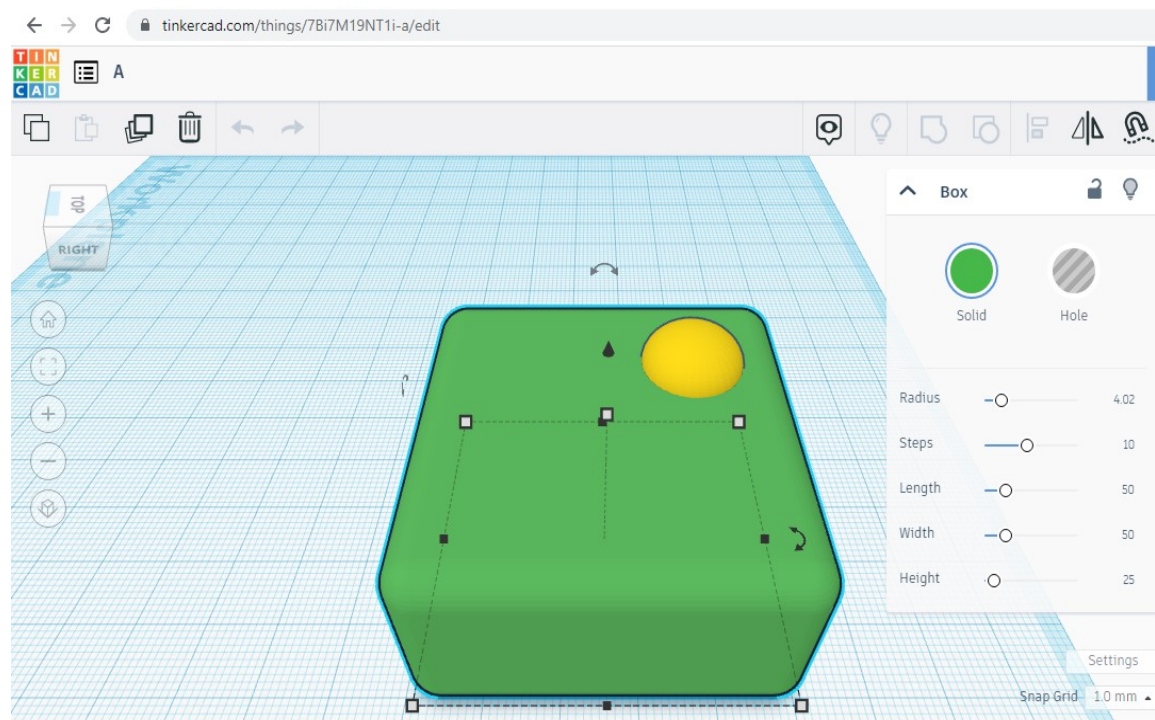 tinkercad.com/things/7Bi7M19NT1i-a/edit
TIN
KER
CAD
A
TOP
RIGHT
Box
Solid
Hole
Radius 4.02
Steps 10
Length 50
Width 50
Height 25
Settings
Snap Grid 1.0 mm